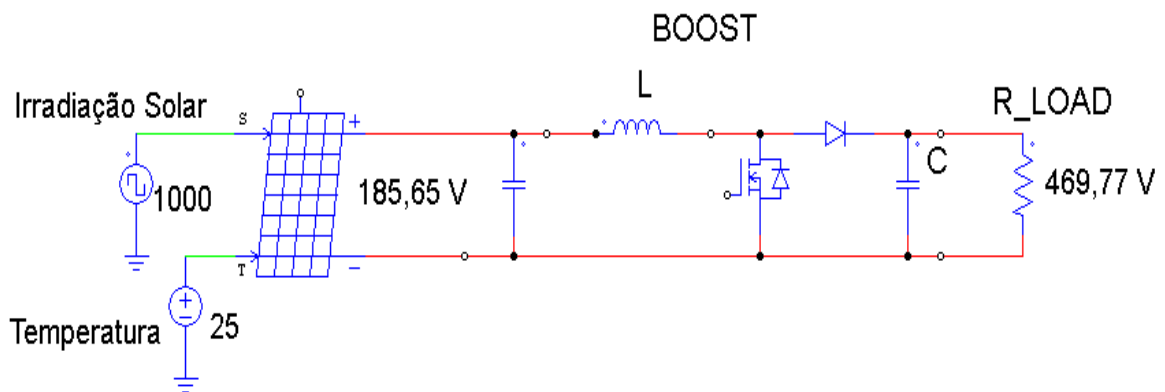 BOOST
L
Irradiação Solar
R_LOAD
S
+
1000
185,65 V
C
469,77 V
T
−
Temperatura
25